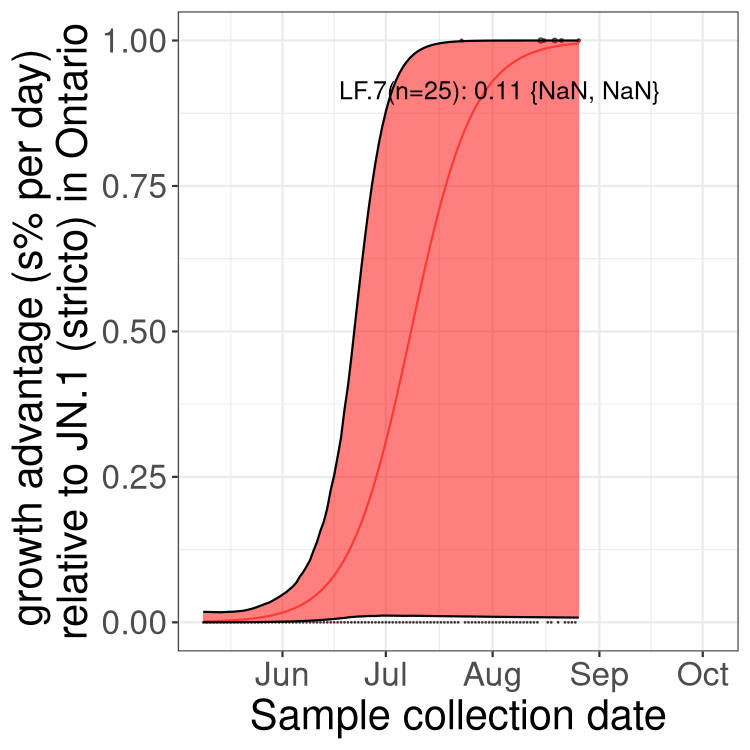 growth advantage (s% per day)
relative to JN.1 (stricto) in Ontario
1.00
0.75
0.50
0.25
0.00
LF.7(n=25): 0.11 {NaN, NaN}
Jun Jul Aug Sep Oct
Sample collection date